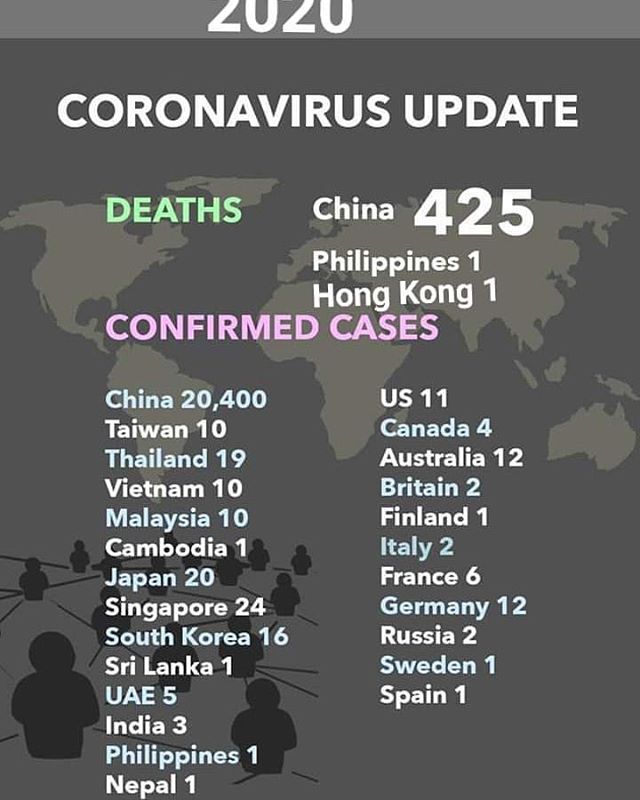 2020
CORONAVIRUS UPDATE
DEATHS
China 425
Philippines 1
Hong Kong 1
CONFIRMED CASES
China 20,400
Taiwan 10
Thailand 19
Vietnam 10
Malaysia 10
Cambodia 1
Japan 20
Singapore 24
South Korea 16
Sri Lanka 1
UAE 5
India 3
Philippines 1
Nepal 1
US 11
Canada 4
Australia 12
Britain 2
Finland 1
Italy 2
France 6
Germany 12
Russia 2
Sweden 1
Spain 1